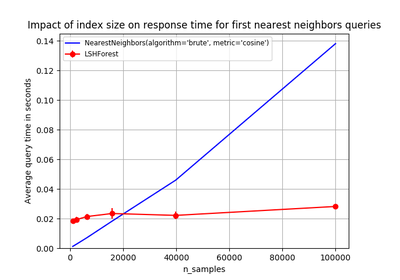 Impact of index size on response time for first nearest neighbors queries
NearestNeighbors(algorithm='brute', metric='cosine')
LSHForest
Average query time in seconds
0.14
0.12
0.10
0.08
0.06
0.04
0.02
0.00
0 20000 40000 60000 80000 100000
n_samples